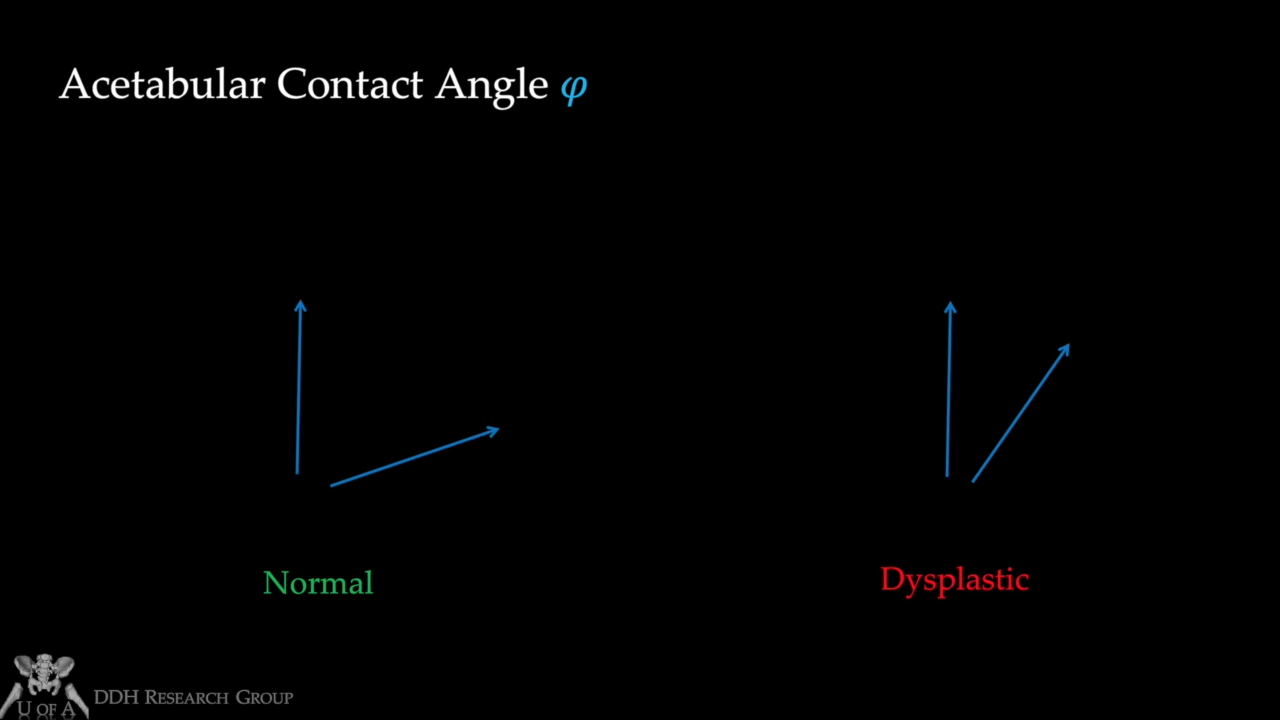 Acetabular Contact Angle φ
Normal
Dysplastic
U OF A
DDH RESEARCH GROUP